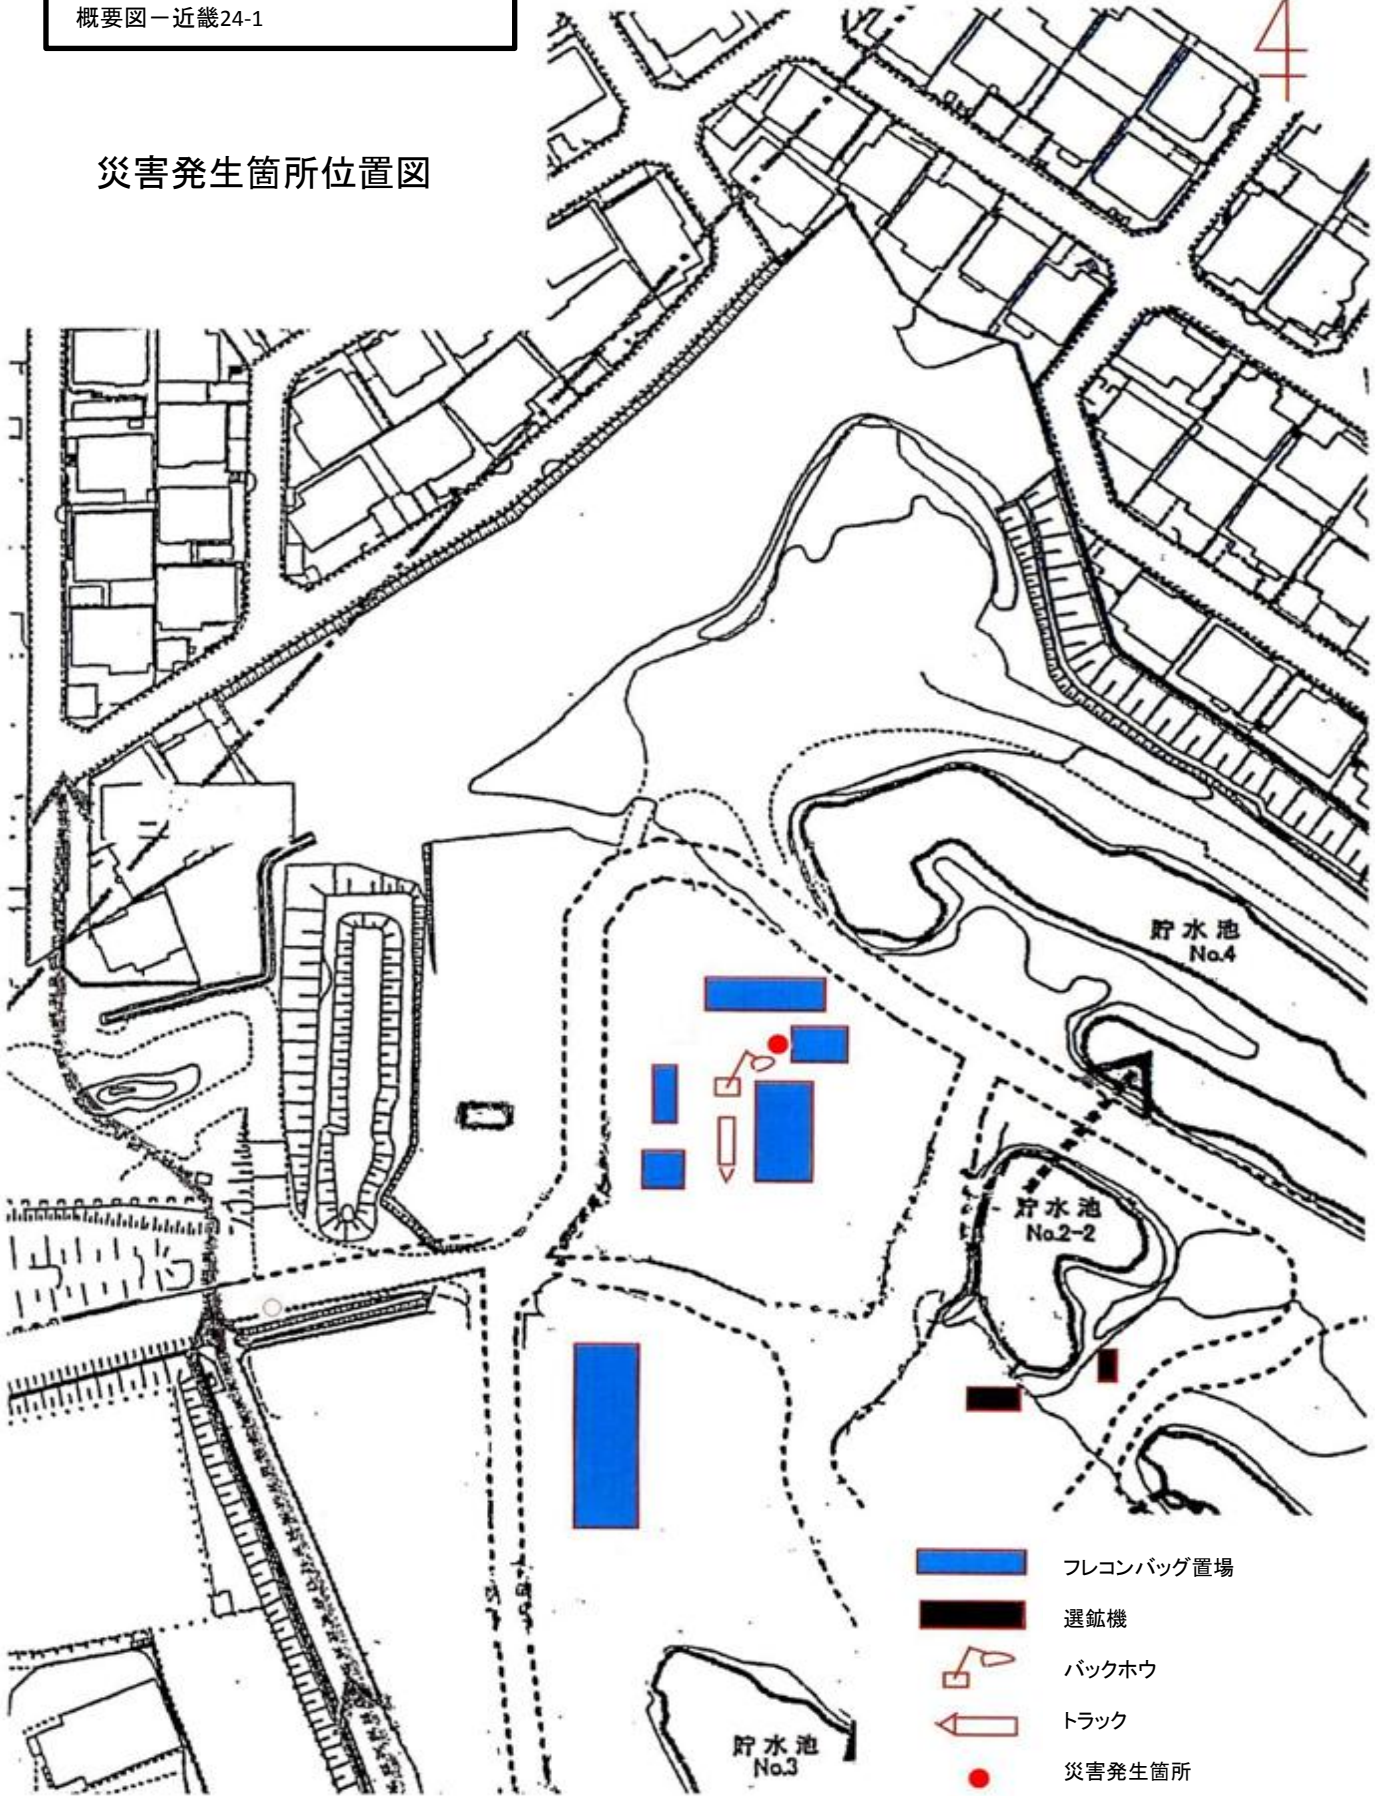 概要図－近畿24-1
災害発生箇所位置図
貯水池
No.4
貯水池
No.2-2
貯水池
No.3
フレコンバッグ置場
選鉱機
バックホウ
トラック
災害発生箇所